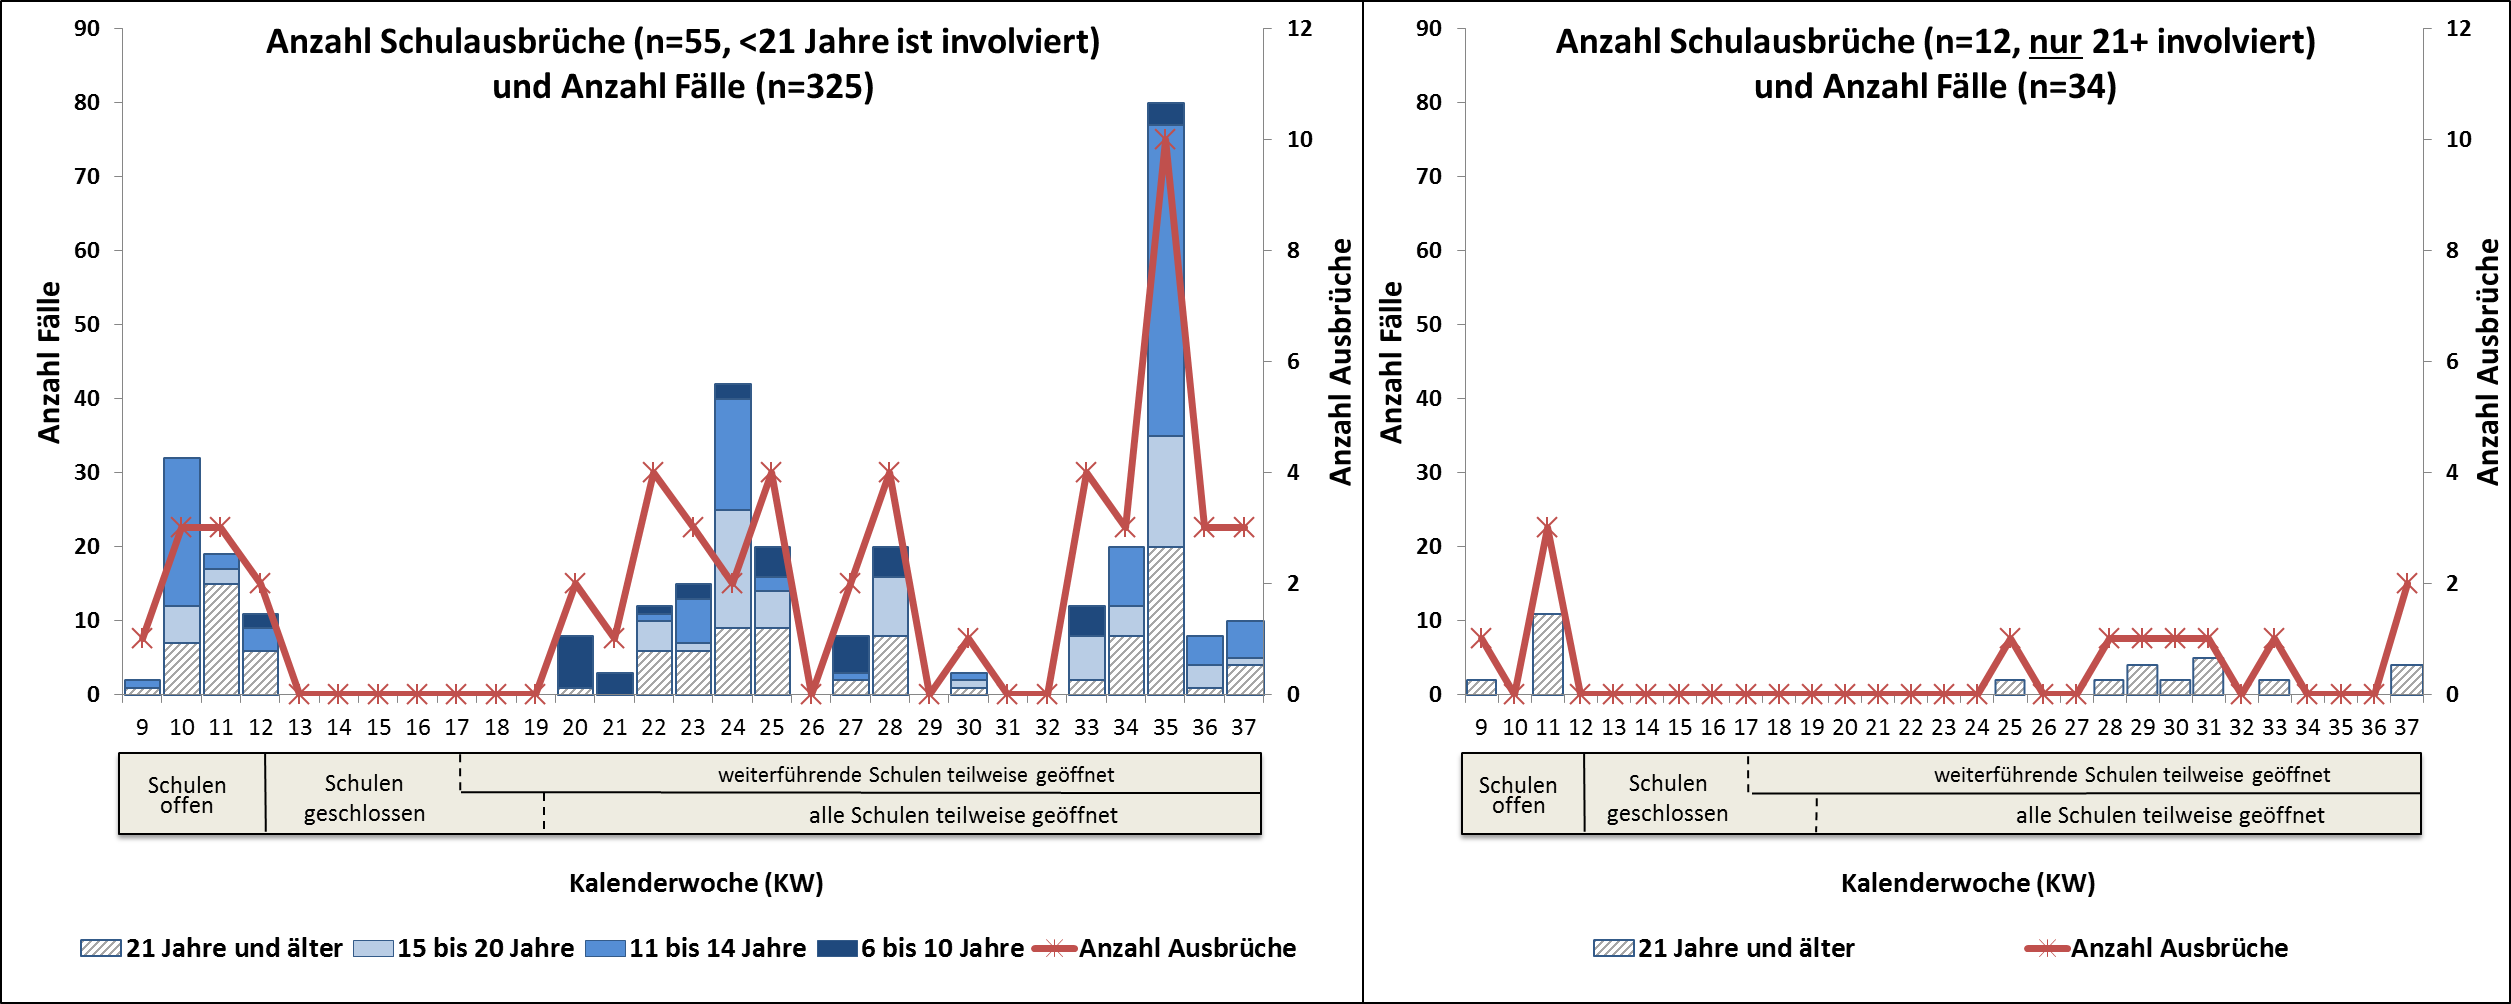 Anzahl Schulausbrüche (n=55, <21 Jahre ist involviert)
und Anzahl Fälle (n=325)
90
80
70
60
50
40
30
20
10
0
Anzahl Fälle
12
10
8
6
4
2
0
Anzahl Ausbrüche
9 10 11 12 13 14 15 16 17 18 19 20 21 22 23 24 25 26 27 28 29 30 31 32 33 34 35 36 37
Schulen
offen
Schulen
geschlossen
weiterführende Schulen teilweise geöffnet
alle Schulen teilweise geöffnet
Kalenderwoche (KW)
21 Jahre und älter 15 bis 20 Jahre 11 bis 14 Jahre 6 bis 10 Jahre Anzahl Ausbrüche
Anzahl Schulausbrüche (n=12, nur 21+ involviert)
und Anzahl Fälle (n=34)
90
80
70
60
50
40
30
20
10
0
Anzahl Fälle
12
10
8
6
4
2
0
Anzahl Ausbrüche
9 10 11 12 13 14 15 16 17 18 19 20 21 22 23 24 25 26 27 28 29 30 31 32 33 34 35 36 37
Schulen
offen
Schulen
geschlossen
weiterführende Schulen teilweise geöffnet
alle Schulen teilweise geöffnet
Kalenderwoche (KW)
21 Jahre und älter Anzahl Ausbrüche